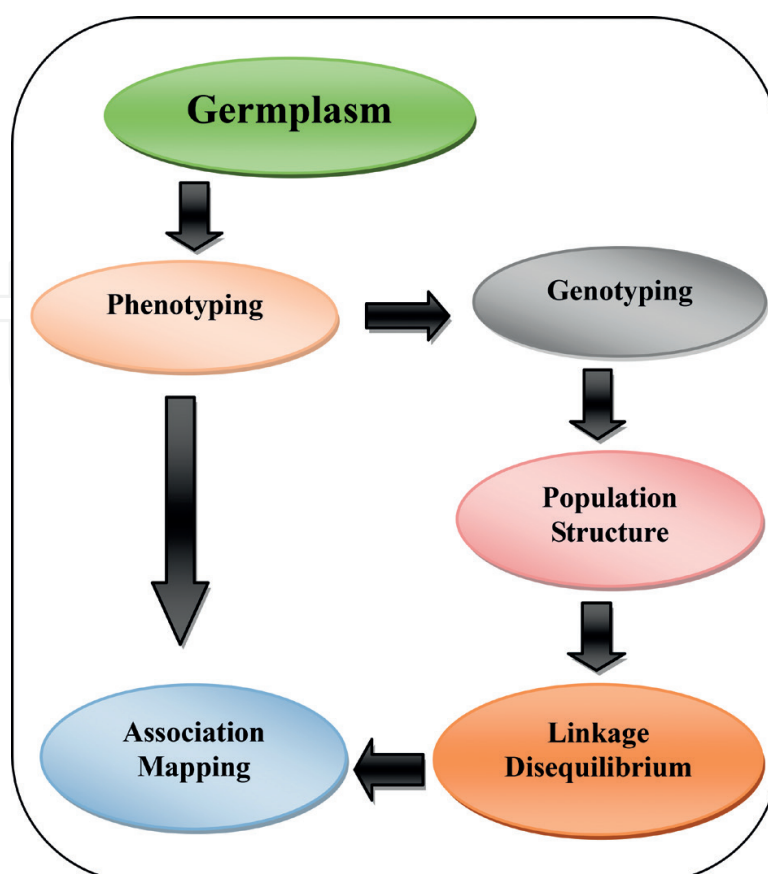 Germplasm
Phenotyping
Genotyping
Population
Structure
Association
Mapping
Linkage
Disequilibrium